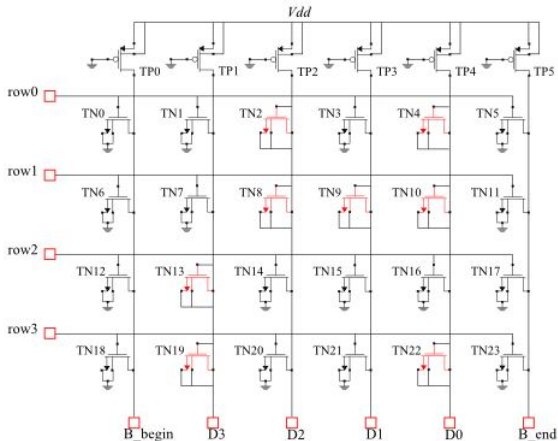 Vdd
TP0 TP1 TP2 TP3 TP4 TP5
row0
TN0 TN1 TN2 TN3 TN4 TN5
row1
TN6 TN7 TN8 TN9 TN10 TN11
row2
TN12 TN13 TN14 TN15 TN16 TN17
row3
TN18 TN19 TN20 TN21 TN22 TN23
B_begin D3 D2 D1 D0 B_end